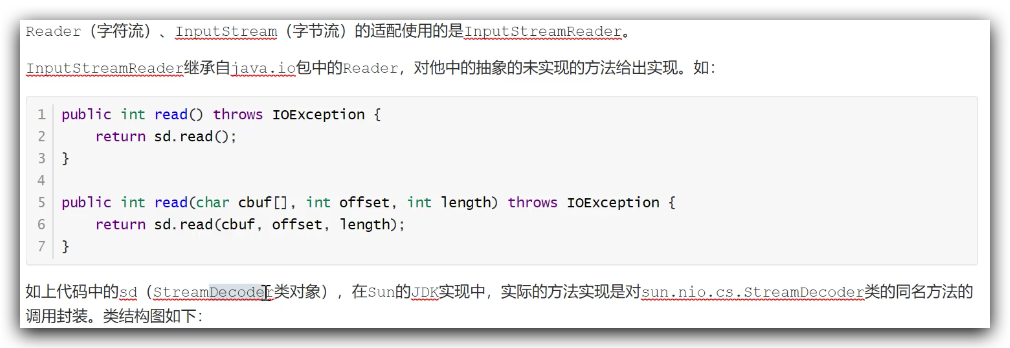 Reader（字符流）、InputStream（字节流）的适配使用的是InputStreamReader。
InputStreamReader继承自java.io包中的Reader，对他中的抽象的未实现的方法给出实现。如：
1 public int read() throws IOException {
2     return sd.read();
3 }
4
5 public int read(char cbuf[], int offset, int length) throws IOException {
6     return sd.read(cbuf, offset, length);
7 }
如上代码中的sd（StreamDecoder类对象），在Sun的JDK实现中，实际的方法实现是对sun.nio.cs.StreamDecoder类的同名方法的
调用封装。类结构图如下：